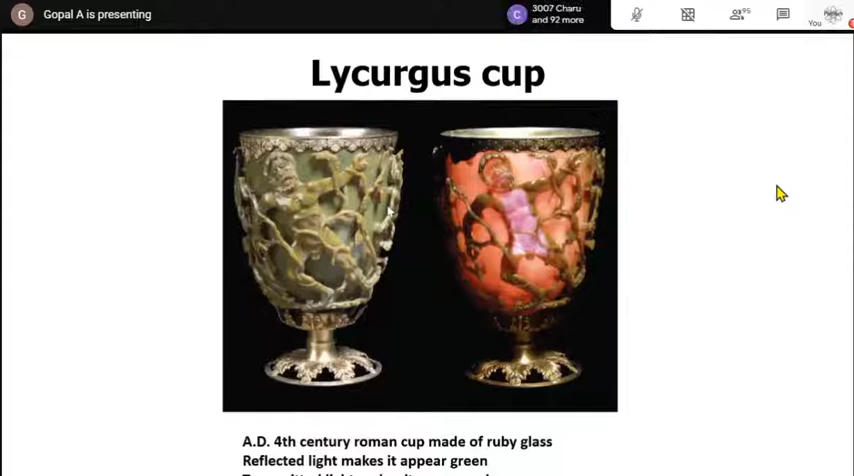 G Gopal A is presenting
C 3007 Charu
and 92 more
95
You
Lycurgus cup
A.D. 4th century roman cup made of ruby glass
Reflected light makes it appear green